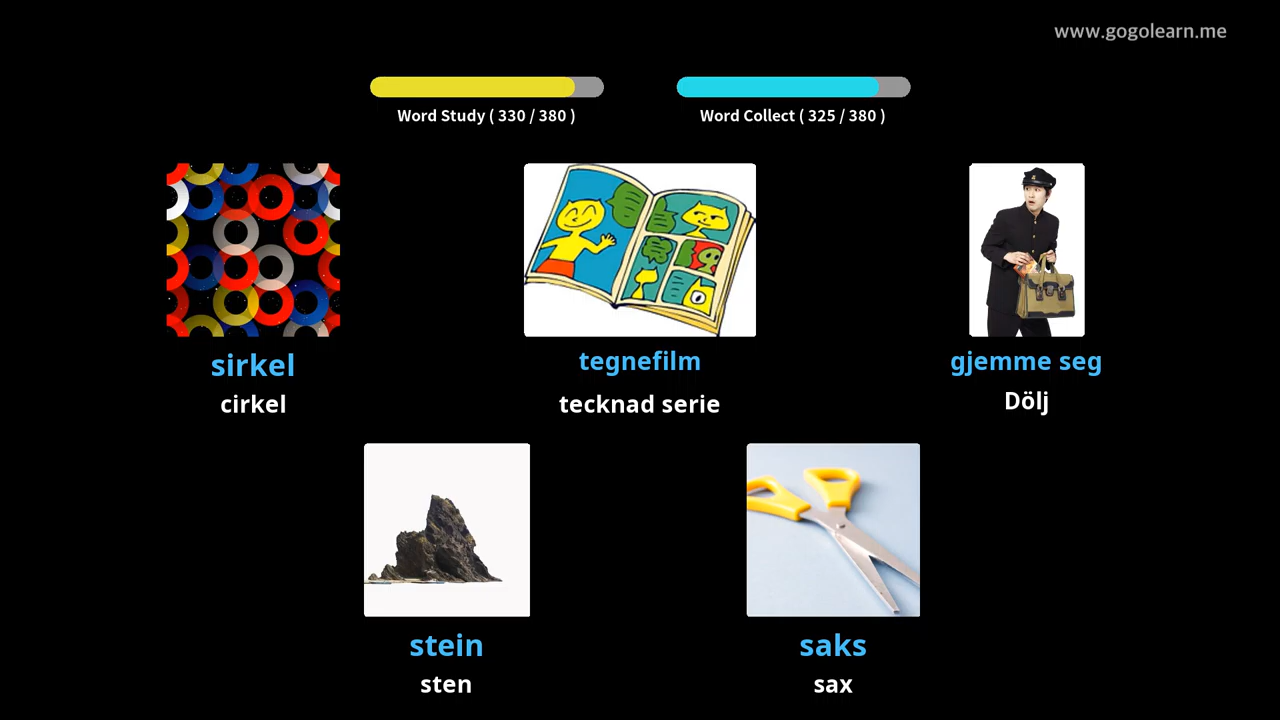 www.gogolearn.me
Word Study ( 330 / 380 )
Word Collect ( 325 / 380 )
sirkel
cirkel
tegnefilm
tecknad serie
gjemme seg
Dölj
stein
sten
saks
sax